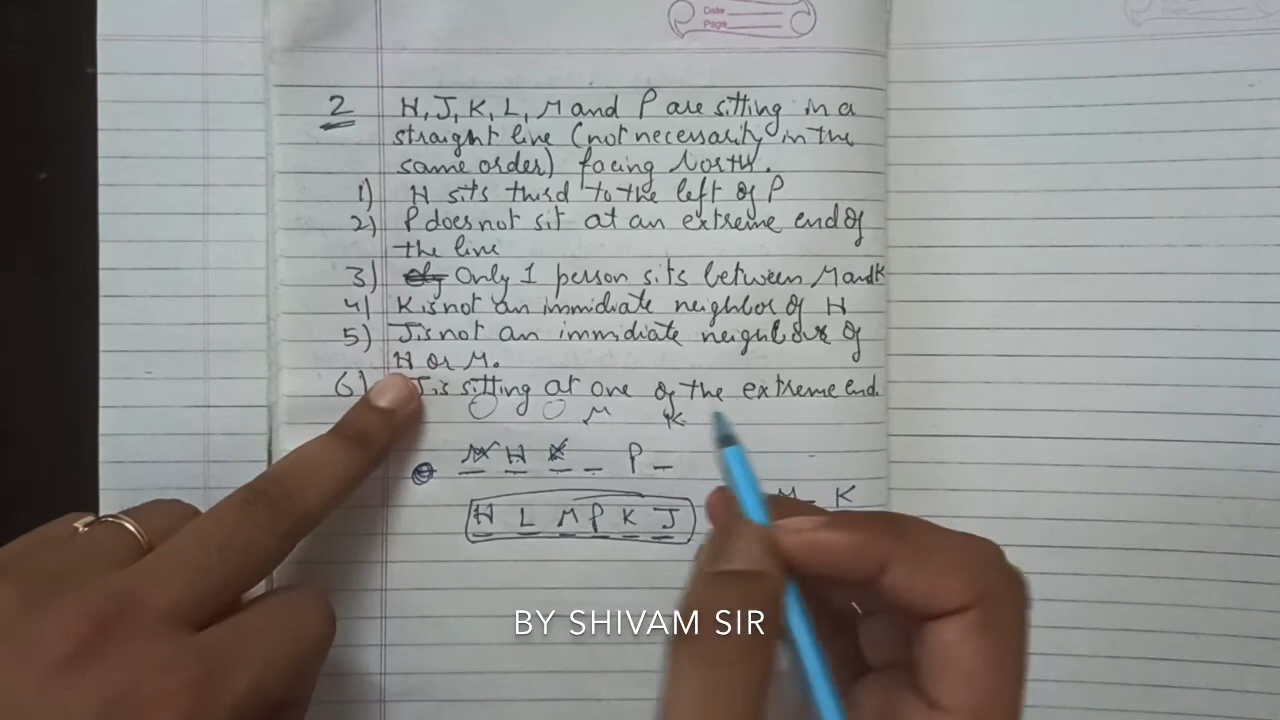 Date
Page
2 H, J, K, L, M and P are sitting in a
straight live (not necessarity in the
same order) facing North.
1) H sits third to the left of P
2) P does not sit at an extreme end of
the live
3) Only 1 person sits between M and K
4) K is not an immidiate neighbor of H
5) J is not an immidiate neighbour of
H or M.
6) J is sitting at one of the extreme end.
M K
M H K _ P _
H L M P K J
M _ K
BY SHIVAM SIR